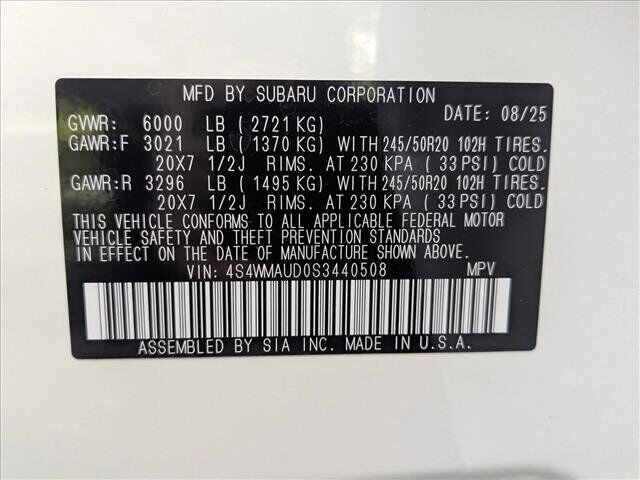 MFD BY SUBARU CORPORATION
DATE: 08/25
GVWR: 6000 LB ( 2721 KG)
GAWR:F 3021 LB ( 1370 KG) WITH 245/50R20 102H TIRES.
20X7 1/2J RIMS. AT 230 KPA ( 33 PSI) COLD
GAWR:R 3296 LB ( 1495 KG) WITH 245/50R20 102H TIRES.
20X7 1/2J RIMS. AT 230 KPA ( 33 PSI) COLD
THIS VEHICLE CONFORMS TO ALL APPLICABLE FEDERAL MOTOR
VEHICLE SAFETY AND THEFT PREVENTION STANDARDS
IN EFFECT ON THE DATE OF MANUFACTURE SHOWN ABOVE.
VIN: 4S4WMAUD0S3440508 MPV
ASSEMBLED BY SIA INC. MADE IN U.S.A.